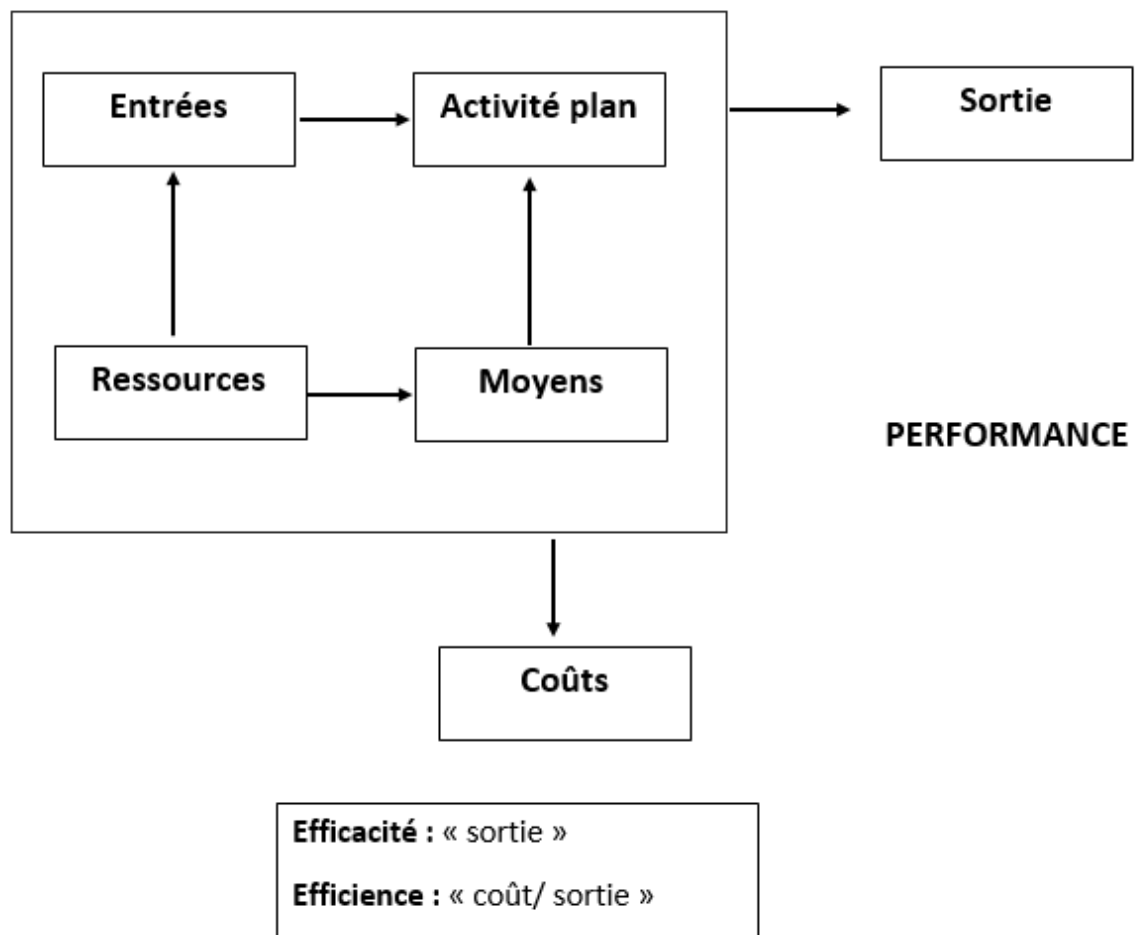 Entrées
Activité plan
Sortie
Ressources
Moyens
PERFORMANCE
Coûts
Efficacité : « sortie »
Efficience : « coût/ sortie »